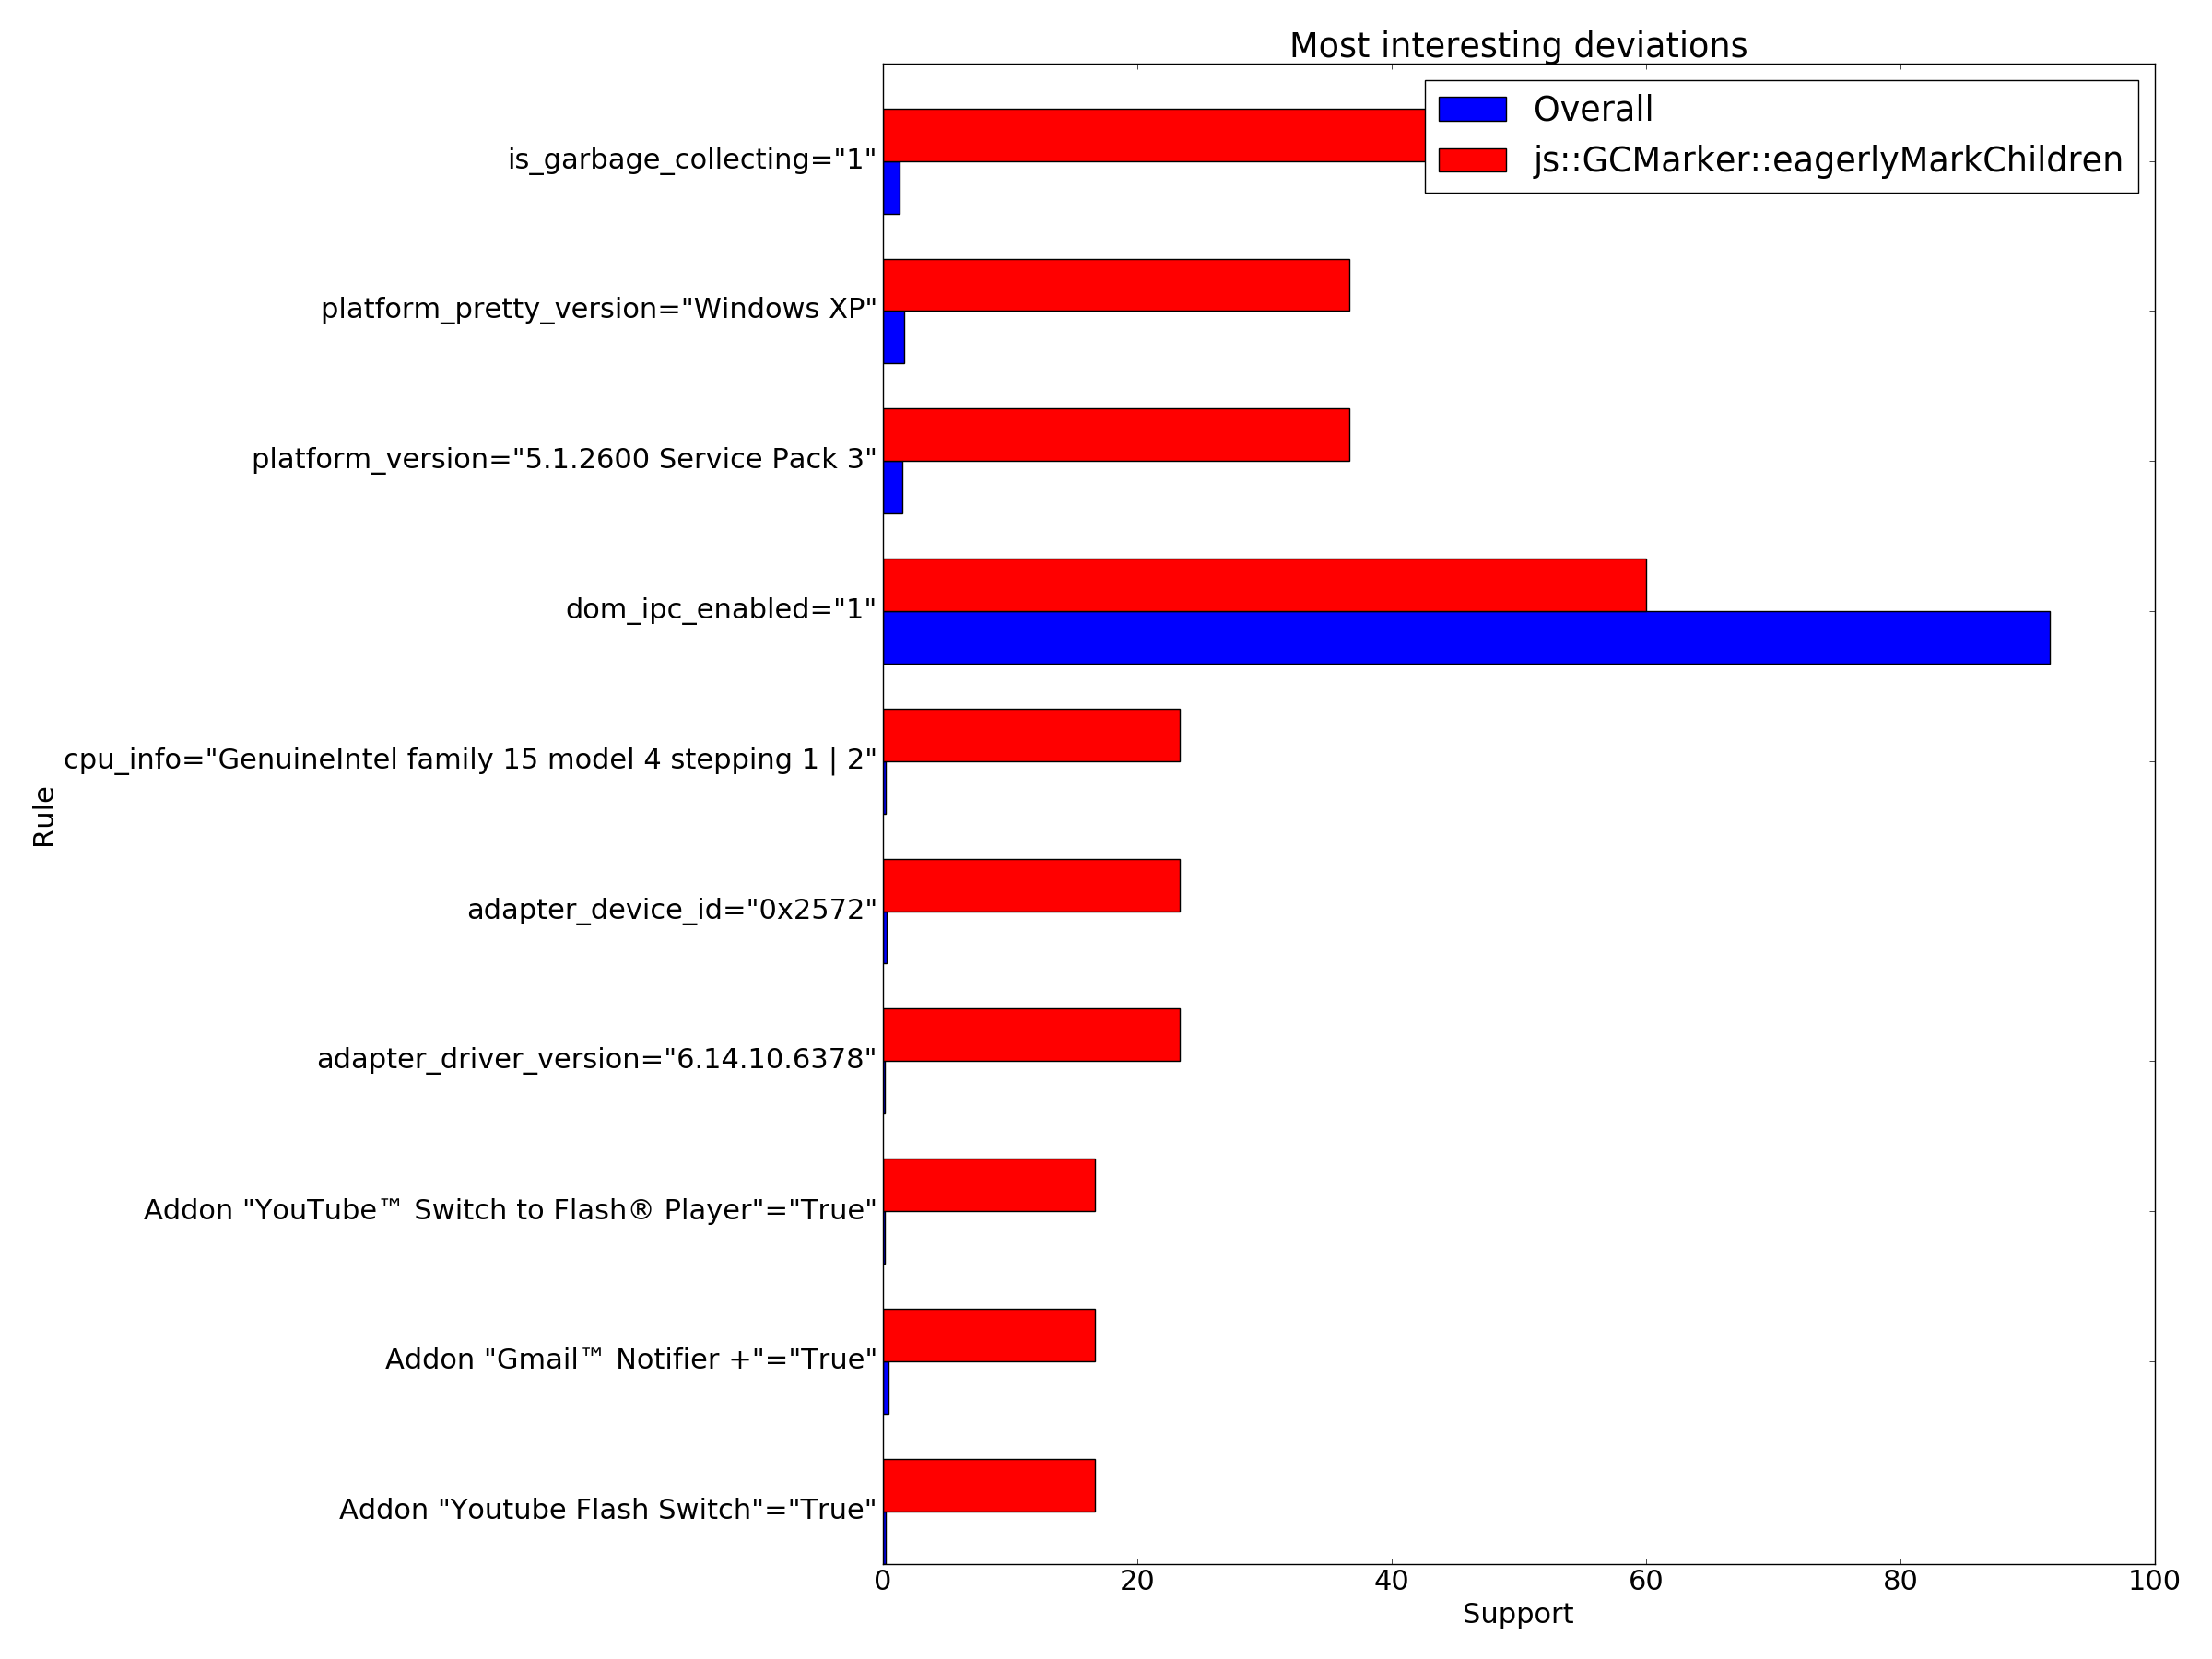 Most interesting deviations
Overall
js::GCMarker::eagerlyMarkChildren
is_garbage_collecting="1"
platform_pretty_version="Windows XP"
platform_version="5.1.2600 Service Pack 3"
dom_ipc_enabled="1"
cpu_info="GenuineIntel family 15 model 4 stepping 1 | 2"
adapter_device_id="0x2572"
adapter_driver_version="6.14.10.6378"
Addon "YouTube™ Switch to Flash® Player"="True"
Addon "Gmail™ Notifier +"="True"
Addon "Youtube Flash Switch"="True"
Rule
0 20 40 60 80 100
Support